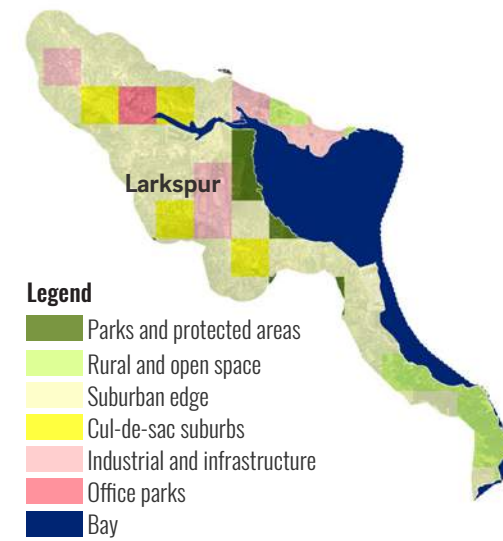 Larkspur
Legend
Parks and protected areas
Rural and open space
Suburban edge
Cul-de-sac suburbs
Industrial and infrastructure
Office parks
Bay